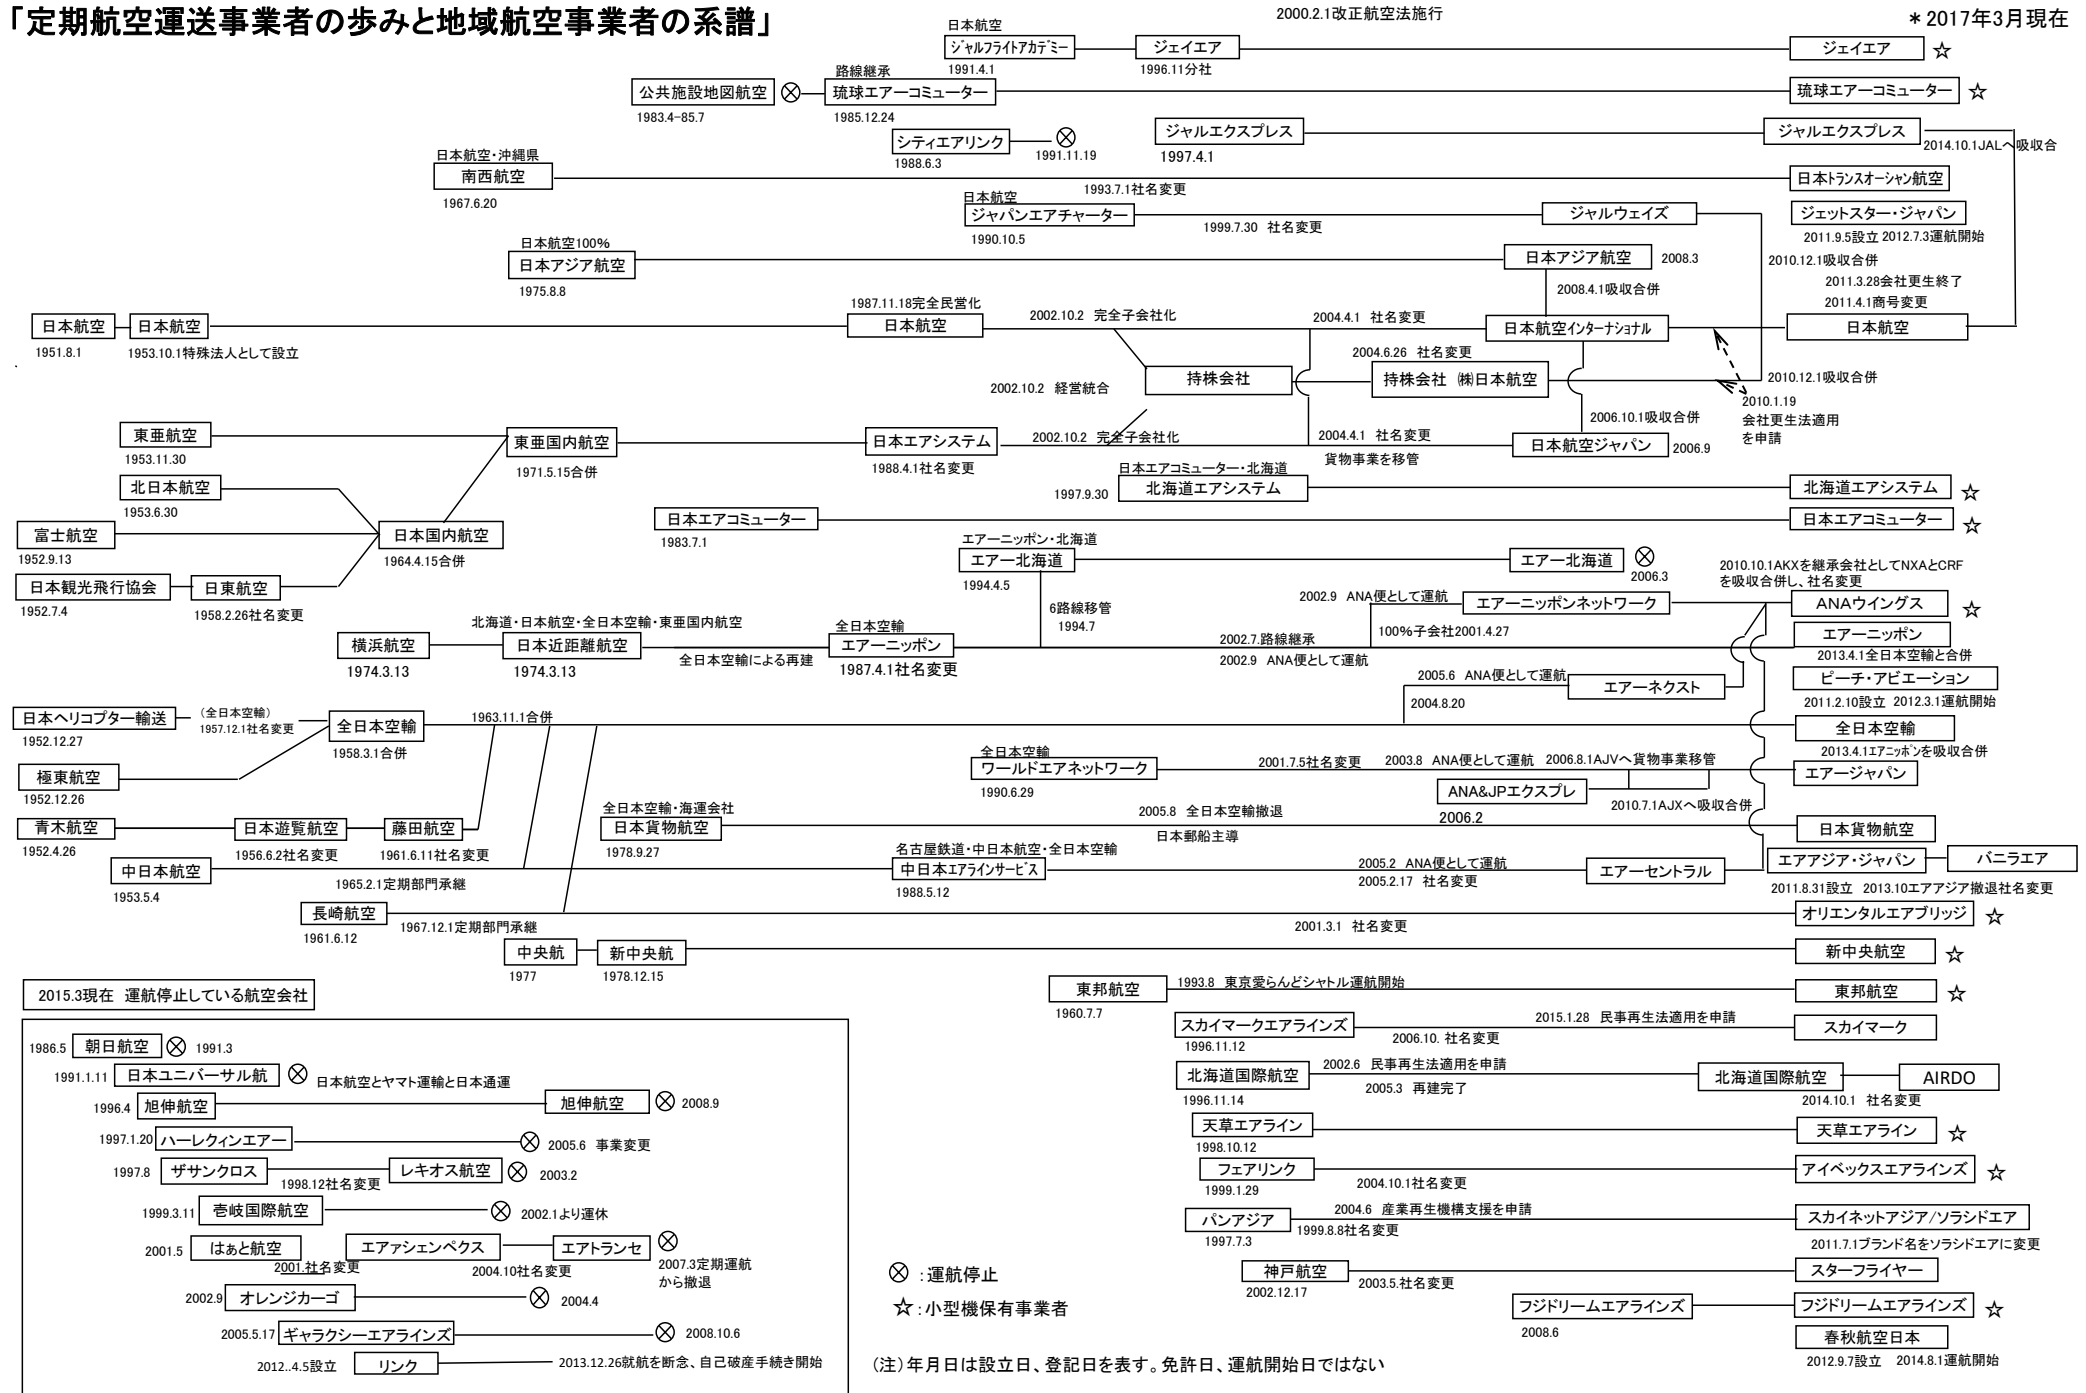 「定期航空運送事業者の歩みと地域航空事業者の系譜」
2000.2.1改正航空法施行
＊2017年3月現在
日本航空
ジャルフライトアカデミー
1991.4.1
ジェイエア
1996.11分社
ジェイエア ☆
公共施設地図航空
1983.4-85.7
路線継承
琉球エアーコミューター
1985.12.24
琉球エアーコミューター ☆
シティエアリンク
1988.6.3
1991.11.19
ジャルエクスプレス
1997.4.1
ジャルエクスプレス
2014.10.1JALへ吸収合
日本航空・沖縄県
南西航空
1967.6.20
1993.7.1社名変更
日本トランスオーシャン航空
日本航空
ジャパンエアチャーター
1990.10.5
1999.7.30 社名変更
ジャルウェイズ
ジェットスター・ジャパン
2011.9.5設立 2012.7.3運航開始
日本航空100%
日本アジア航空
1975.8.8
日本アジア航空
2008.3
2010.12.1吸収合併
2008.4.1吸収合併
2011.3.28会社更生終了
2011.4.1商号変更
日本航空
1951.8.1
日本航空
1953.10.1特殊法人として設立
1987.11.18完全民営化
日本航空
2002.10.2 完全子会社化
2004.4.1 社名変更
日本航空インターナショナル
日本航空
2002.10.2 経営統合
持株会社
2004.6.26 社名変更
持株会社 ㈱日本航空
2010.12.1吸収合併
2010.1.19
会社更生法適用
を申請
2006.10.1吸収合併
東亜航空
1953.11.30
東亜国内航空
1971.5.15合併
日本エアシステム
1988.4.1社名変更
2002.10.2 完全子会社化
2004.4.1 社名変更
貨物事業を移管
日本航空ジャパン
2006.9
北日本航空
1953.6.30
日本エアコミューター・北海道
1997.9.30
北海道エアシステム
北海道エアシステム ☆
富士航空
1952.9.13
日本国内航空
1964.4.15合併
日本エアコミューター
1983.7.1
日本エアコミューター ☆
日本観光飛行協会
1952.7.4
日東航空
1958.2.26社名変更
エアーニッポン・北海道
エアー北海道
1994.4.5
エアー北海道
2006.3
2010.10.1AKXを継承会社としてNXAとCRF
を吸収合併し、社名変更
6路線移管
1994.7
2002.9 ANA便として運航
エアーニッポンネットワーク
100%子会社2001.4.27
ANAウイングス ☆
横浜航空
1974.3.13
北海道・日本航空・全日本空輸・東亜国内航空
日本近距離航空
1974.3.13
全日本空輸による再建
全日本空輸
エアーニッポン
1987.4.1社名変更
2002.7.路線継承
2002.9 ANA便として運航
エアーニッポン
2013.4.1全日本空輸と合併
2005.6 ANA便として運航
エアーネクスト
2004.8.20
ピーチ・アビエーション
2011.2.10設立 2012.3.1運航開始
日本ヘリコプター輸送
1952.12.27
（全日本空輸）
1957.12.1社名変更
全日本空輸
1958.3.1合併
1963.11.1合併
全日本空輸
2013.4.1エアニッポンを吸収合併
極東航空
1952.12.26
全日本空輸
ワールドエアネットワーク
1990.6.29
2001.7.5社名変更
2003.8 ANA便として運航
2006.8.1AJVへ貨物事業移管
エアージャパン
ANA&JPエクスプレ
2006.2
2010.7.1AJXへ吸収合併
青木航空
1952.4.26
日本遊覧航空
1956.6.2社名変更
藤田航空
1961.6.11社名変更
全日本空輸・海運会社
日本貨物航空
1978.9.27
2005.8 全日本空輸撤退
日本郵船主導
日本貨物航空
中日本航空
1953.5.4
1965.2.1定期部門承継
名古屋鉄道・中日本航空・全日本空輸
中日本エアラインサービス
1988.5.12
2005.2 ANA便として運航
2005.2.17 社名変更
エアーセントラル
エアアジア・ジャパン
バニラエア
2011.8.31設立 2013.10エアアジア撤退社名変更
長崎航空
1961.6.12
1967.12.1定期部門承継
2001.3.1 社名変更
オリエンタルエアブリッジ ☆
中央航
1977
新中央航
1978.12.15
新中央航空 ☆
東邦航空
1960.7.7
1993.8 東京愛らんどシャトル運航開始
東邦航空 ☆
スカイマークエアラインズ
1996.11.12
2006.10. 社名変更
2015.1.28 民事再生法適用を申請
スカイマーク
北海道国際航空
1996.11.14
2002.6 民事再生法適用を申請
2005.3 再建完了
北海道国際航空
2014.10.1 社名変更
AIRDO
天草エアライン
1998.10.12
天草エアライン ☆
フェアリンク
1999.1.29
2004.10.1社名変更
アイベックスエアラインズ ☆
パンアジア
1997.7.3
1999.8.8社名変更
2004.6 産業再生機構支援を申請
スカイネットアジア/ソラシドエア
2011.7.1ブランド名をソラシドエアに変更
神戸航空
2002.12.17
2003.5.社名変更
スターフライヤー
フジドリームエアラインズ
2008.6
フジドリームエアラインズ ☆
春秋航空日本
2012.9.7設立 2014.8.1運航開始
2015.3現在 運航停止している航空会社
1986.5 朝日航空 1991.3
1991.1.11 日本ユニバーサル航 日本航空とヤマト運輸と日本通運
1996.4 旭伸航空 旭伸航空 2008.9
1997.1.20 ハーレクィンエアー 2005.6 事業変更
1997.8 ザサンクロス 1998.12社名変更 レキオス航空 2003.2
1999.3.11 壱岐国際航空 2002.1より運休
2001.5 はぁと航空 2001.社名変更 エアァシェンペクス 2004.10社名変更 エアトランセ 2007.3定期運航
から撤退
2002.9 オレンジカーゴ 2004.4
2005.5.17 ギャラクシーエアラインズ 2008.10.6
2012..4.5設立 リンク 2013.12.26就航を断念、自己破産手続き開始
⊗：運航停止
☆：小型機保有事業者
（注）年月日は設立日、登記日を表す。免許日、運航開始日ではない